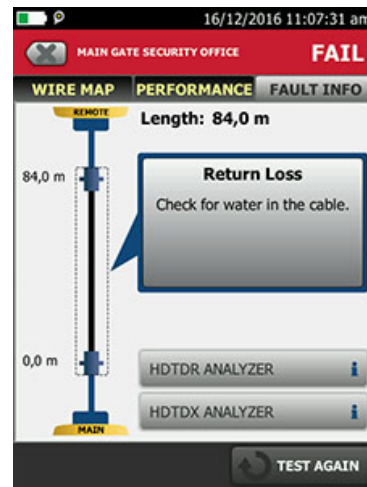 16/12/2016 11:07:31 am
MAIN GATE SECURITY OFFICE
FAIL
WIRE MAP
PERFORMANCE
FAULT INFO
REMOTE
Length: 84,0 m
84,0 m
Return Loss
Check for water in the cable.
0,0 m
HDTDR ANALYZER
i
HDTDX ANALYZER
i
MAIN
TEST AGAIN